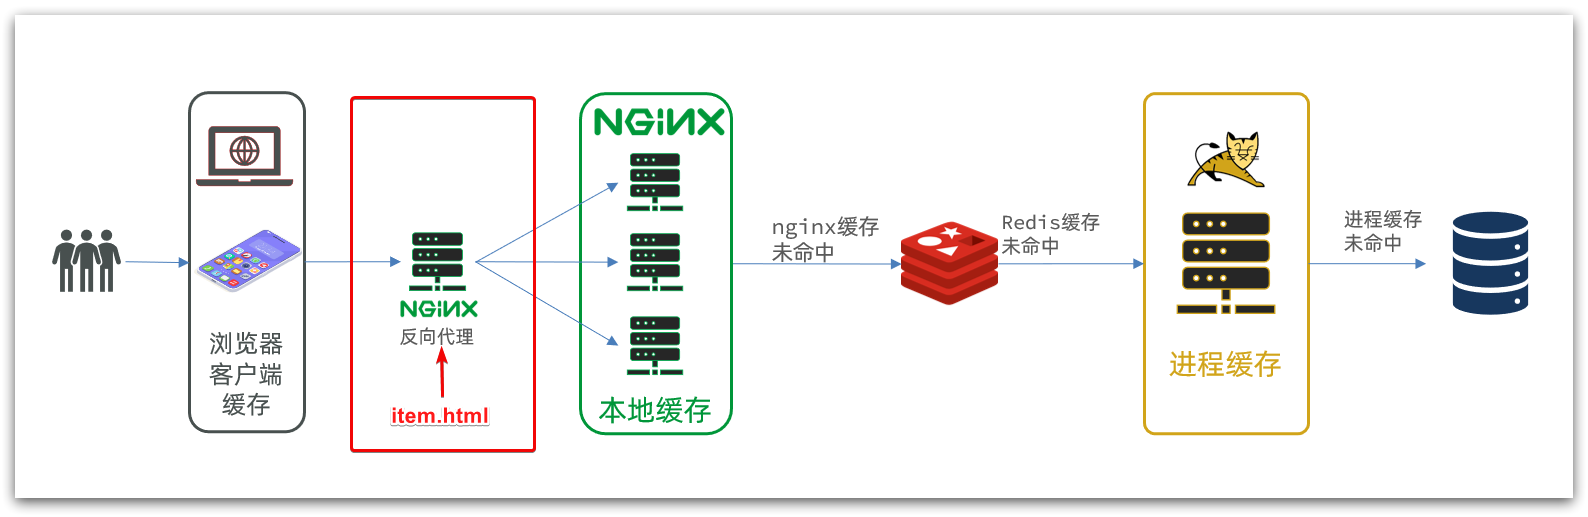 浏览器
客户端
缓存
NGINX
反向代理
item.html
NGINX
本地缓存
nginx缓存
未命中
Redis缓存
未命中
进程缓存
进程缓存
未命中